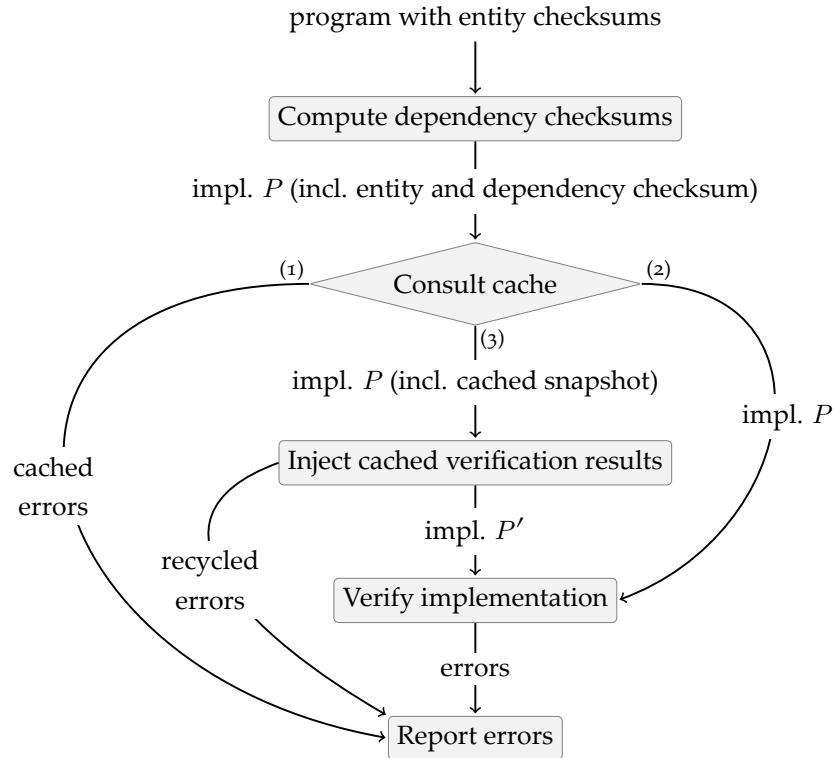 program with entity checksums
Compute dependency checksums
impl. P (incl. entity and dependency checksum)
(1)
(2)
Consult cache
(3)
impl. P (incl. cached snapshot)
impl. P
cached
errors
Inject cached verification results
impl. P′
recycled
errors
Verify implementation
errors
Report errors